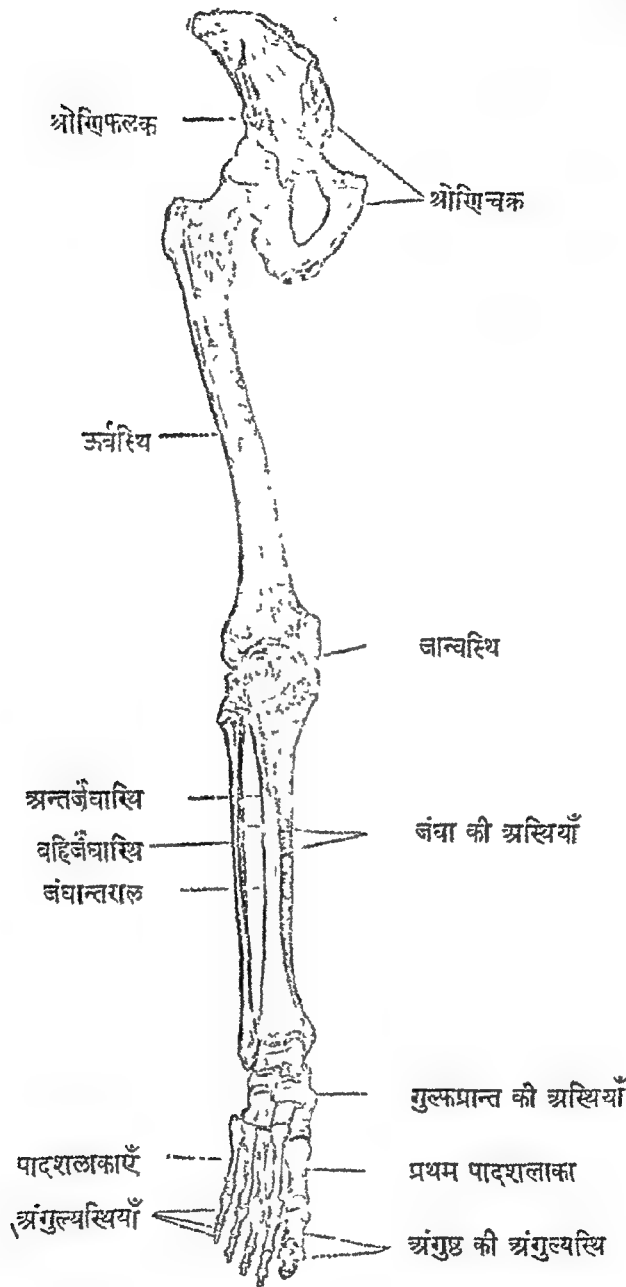 श्रोणिफलक
श्रोणिचक्र
ऊर्वस्थि
जान्वस्थि
अन्तर्जंघास्थि
बहिर्जंघास्थि
जंघान्तराल
जंघा की अस्थियाँ
गुल्फप्रान्त की अस्थियाँ
पादशलाकाएँ
प्रथम पादशलाका
अंगुल्यस्थियाँ
अंगुष्ठ की अंगुल्यस्थि